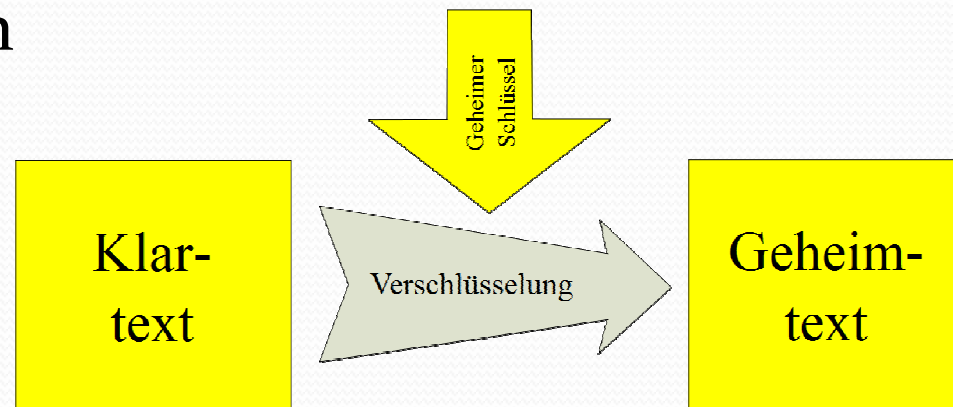 n
Geheimer
Schlüssel
Klar-
text
Verschlüsselung
Geheim-
text